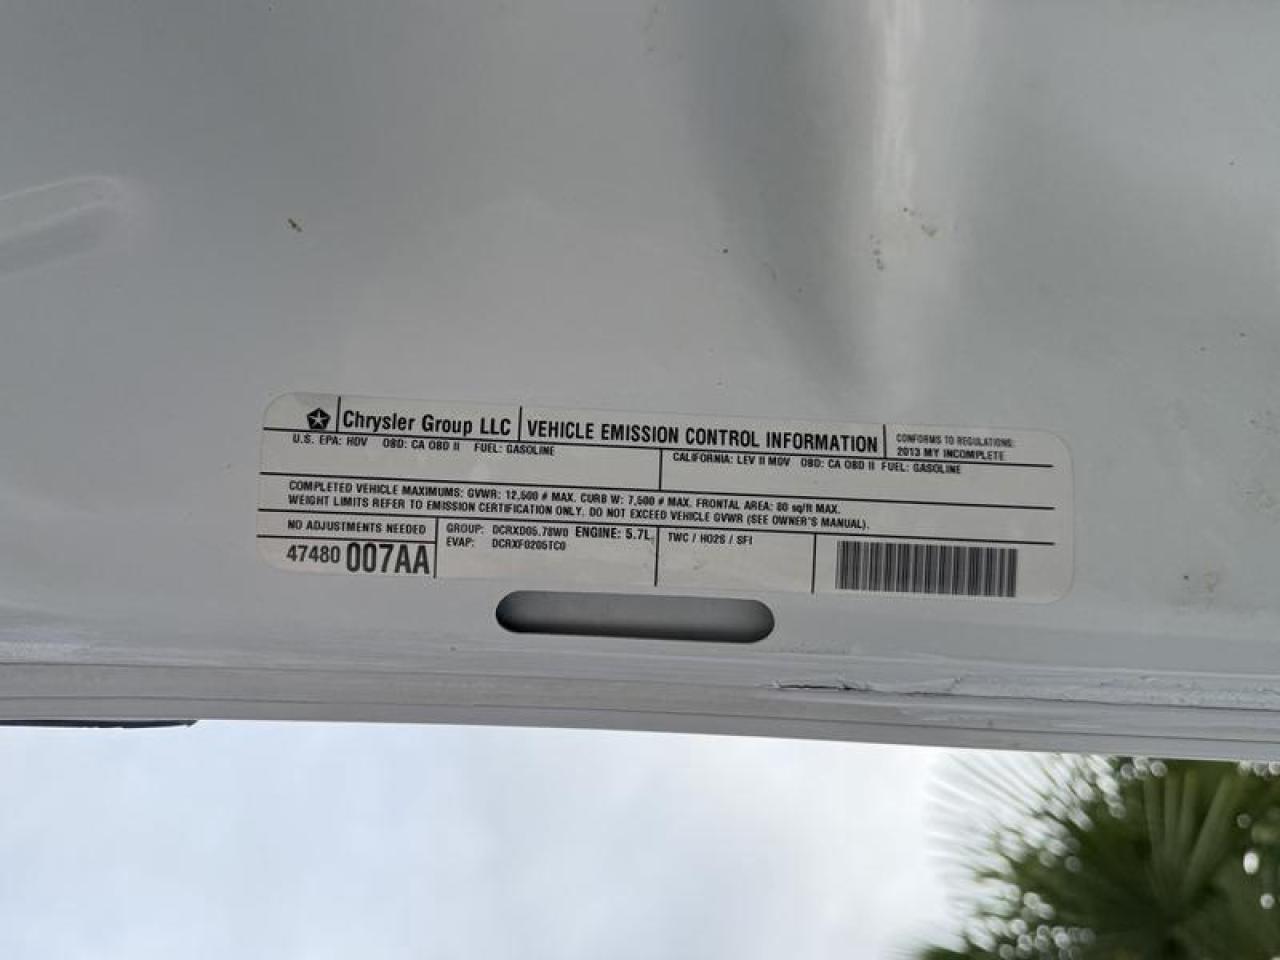 Chrysler Group LLC
VEHICLE EMISSION CONTROL INFORMATION
CONFORMS TO REGULATIONS:
2013 MY INCOMPLETE
U.S. EPA: HDV OBD: CA OBD II FUEL: GASOLINE
CALIFORNIA: LEV II MDV OBD: CA OBD II FUEL: GASOLINE
COMPLETED VEHICLE MAXIMUMS: GVWR: 12,500 # MAX. CURB W: 7,500 # MAX. FRONTAL AREA: 80 sq/ft MAX.
WEIGHT LIMITS REFER TO EMISSION CERTIFICATION ONLY. DO NOT EXCEED VEHICLE GVWR (SEE OWNER'S MANUAL).
NO ADJUSTMENTS NEEDED
47480 007AA
GROUP: DCRXD05.78W0 ENGINE: 5.7L
EVAP: DCRXF0205TC0
TWC / HO2S / SFI